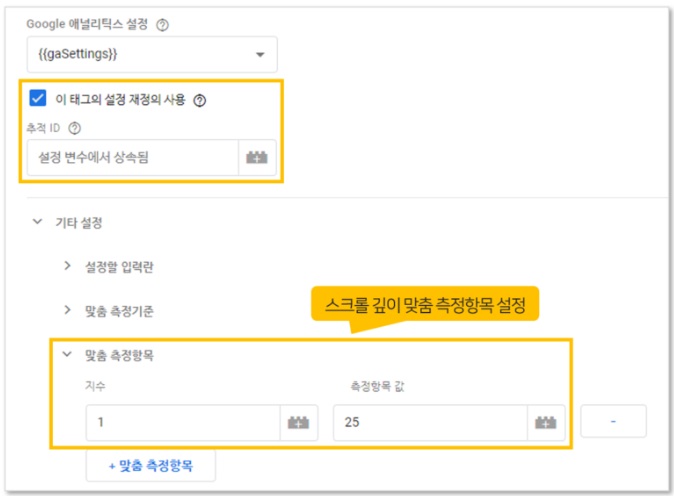 Google 애널리틱스 설정
{{gaSettings}}
이 태그의 설정 재정의 사용
추적 ID
설정 변수에서 상속됨
기타 설정
설정할 입력란
맞춤 측정기준
스크롤 깊이 맞춤 측정항목 설정
맞춤 측정항목
지수 측정항목 값
1 25 -
+ 맞춤 측정항목